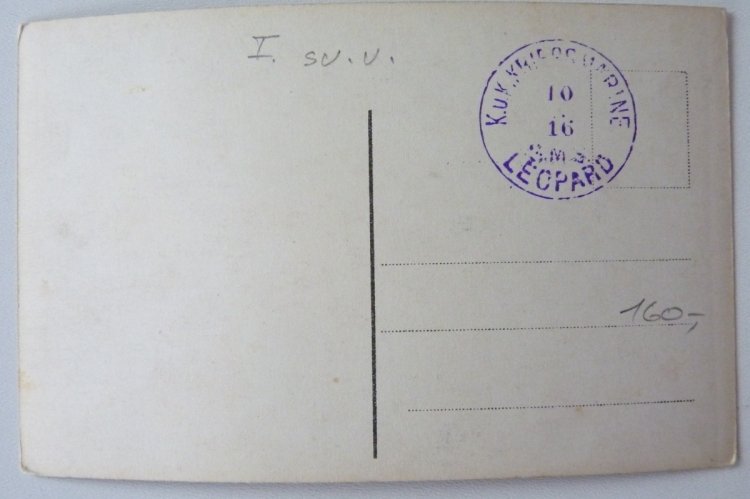 I. SV.V.
K.U.K. KRIEGSMARINE
10
16
S.M.S.
LEOPARD
160,-